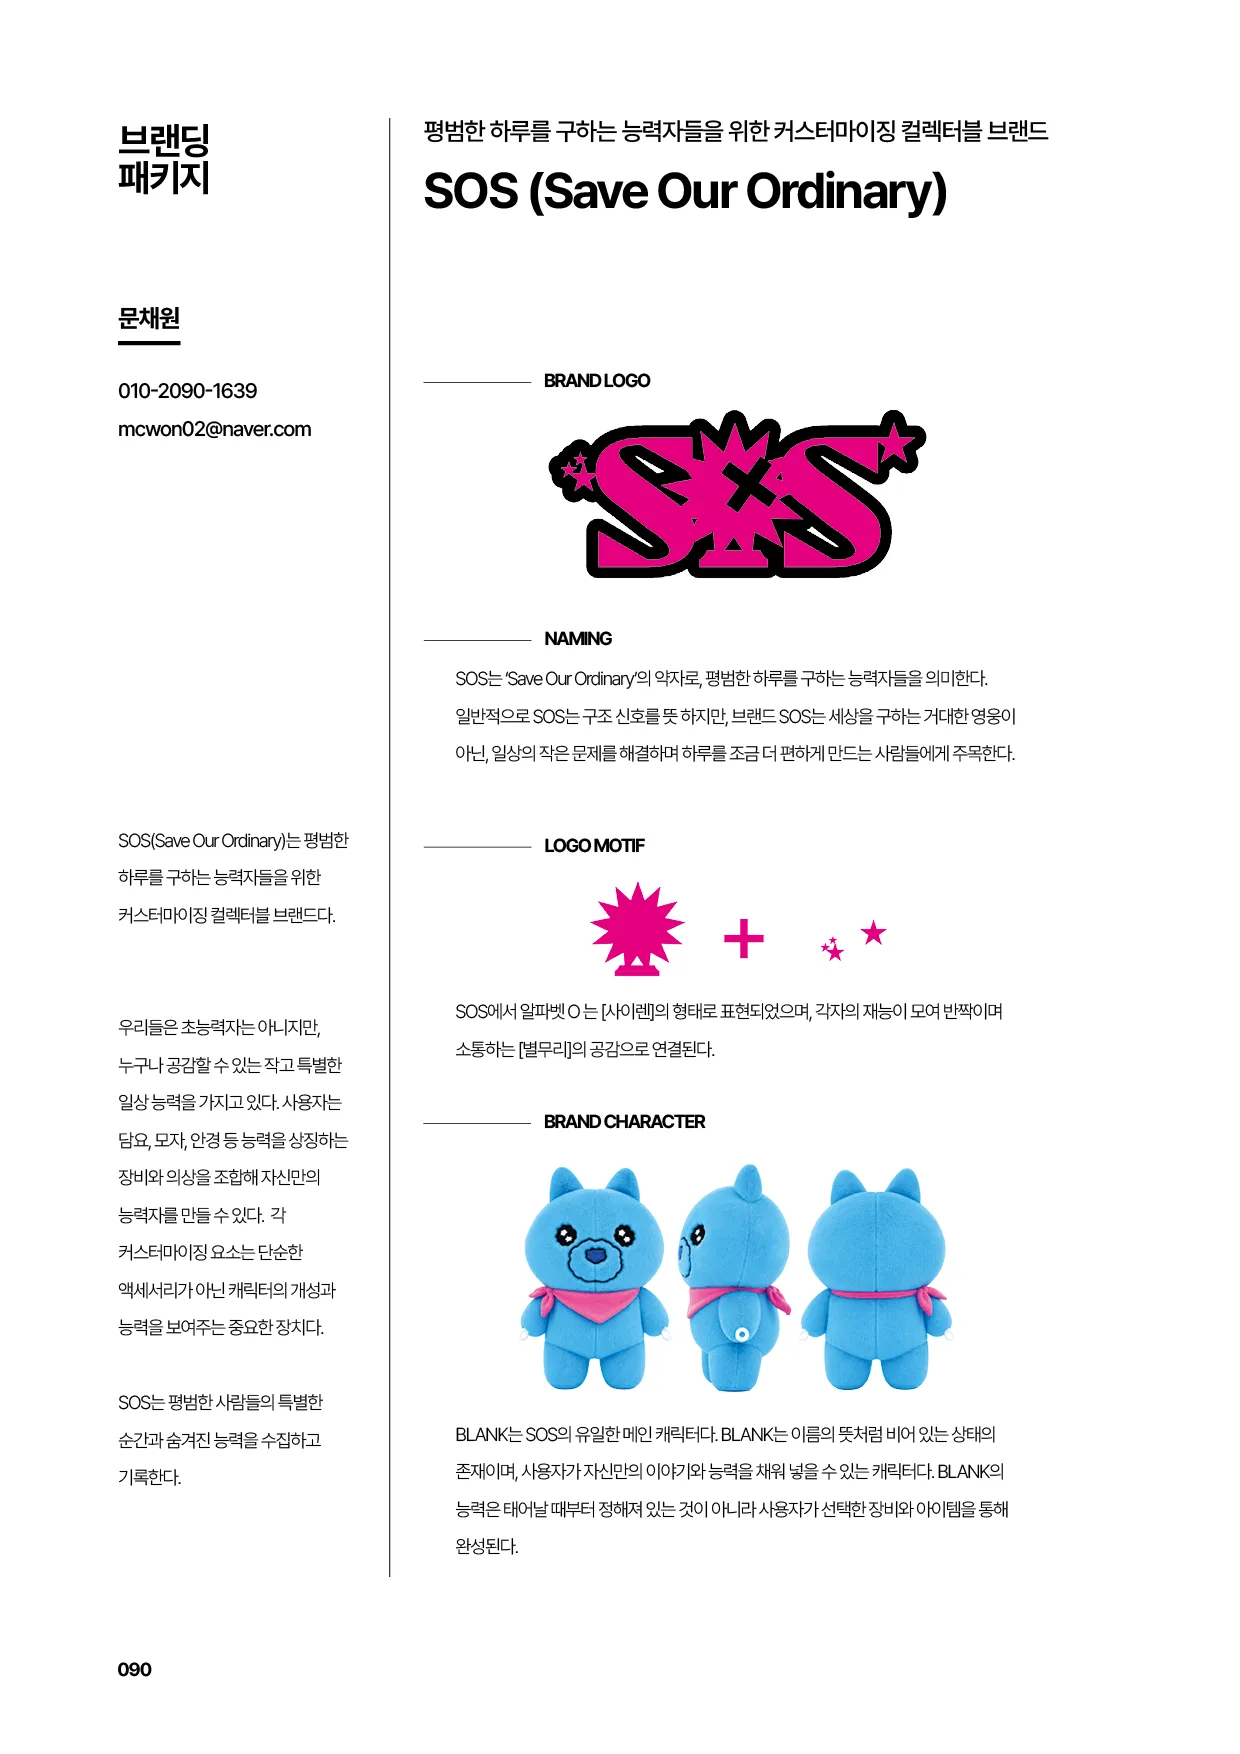 브랜딩
패키지
문채원
010-2090-1639
mcwon02@naver.com
SOS(Save Our Ordinary)는 평범한
하루를 구하는 능력자들을 위한
커스터마이징 컬렉터블 브랜드다.
우리들은 초능력자는 아니지만,
누구나 공감할 수 있는 작고 특별한
일상 능력을 가지고 있다. 사용자는
담요, 모자, 안경 등 능력을 상징하는
장비와 의상을 조합해 자신만의
능력자를 만들 수 있다. 각
커스터마이징 요소는 단순한
액세서리가 아닌 캐릭터의 개성과
능력을 보여주는 중요한 장치다.
SOS는 평범한 사람들의 특별한
순간과 숨겨진 능력을 수집하고
기록한다.
평범한 하루를 구하는 능력자들을 위한 커스터마이징 컬렉터블 브랜드
SOS (Save Our Ordinary)
BRAND LOGO
SOS
NAMING
SOS는 ‘Save Our Ordinary’의 약자로, 평범한 하루를 구하는 능력자들을 의미한다.
일반적으로 SOS는 구조 신호를 뜻 하지만, 브랜드 SOS는 세상을 구하는 거대한 영웅이
아닌, 일상의 작은 문제를 해결하며 하루를 조금 더 편하게 만드는 사람들에게 주목한다.
LOGO MOTIF
+
SOS에서 알파벳 O 는 [사이렌]의 형태로 표현되었으며, 각자의 재능이 모여 반짝이며
소통하는 [별무리]의 공감으로 연결된다.
BRAND CHARACTER
BLANK는 SOS의 유일한 메인 캐릭터다. BLANK는 이름의 뜻처럼 비어 있는 상태의
존재이며, 사용자가 자신만의 이야기와 능력을 채워 넣을 수 있는 캐릭터다. BLANK의
능력은 태어날 때부터 정해져 있는 것이 아니라 사용자가 선택한 장비와 아이템을 통해
완성된다.
090